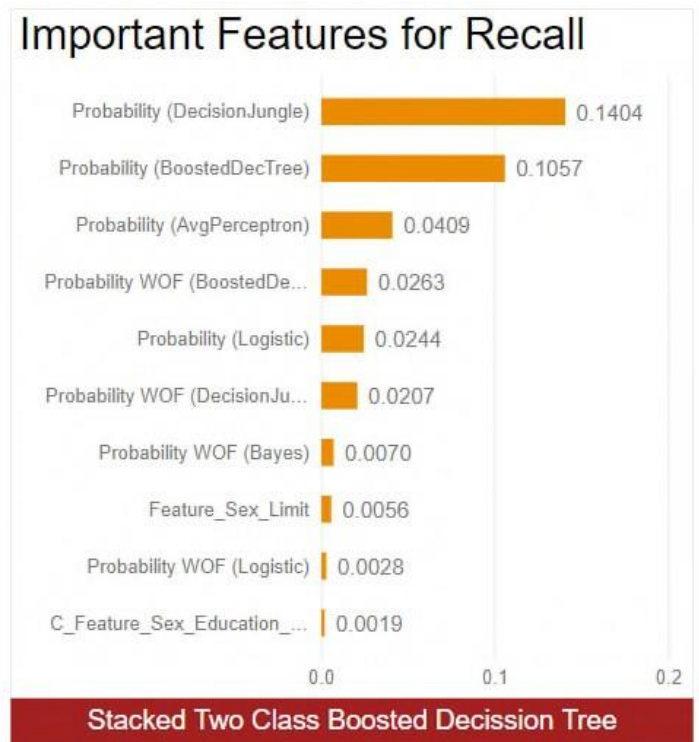 Important Features for Recall
Probability (DecisionJungle) 0.1404
Probability (BoostedDecTree) 0.1057
Probability (AvgPerceptron) 0.0409
Probability WOF (BoostedDe... 0.0263
Probability (Logistic) 0.0244
Probability WOF (DecisionJu... 0.0207
Probability WOF (Bayes) 0.0070
Feature_Sex_Limit 0.0056
Probability WOF (Logistic) 0.0028
C_Feature_Sex_Education_... 0.0019
0.0 0.1 0.2
Stacked Two Class Boosted Decission Tree